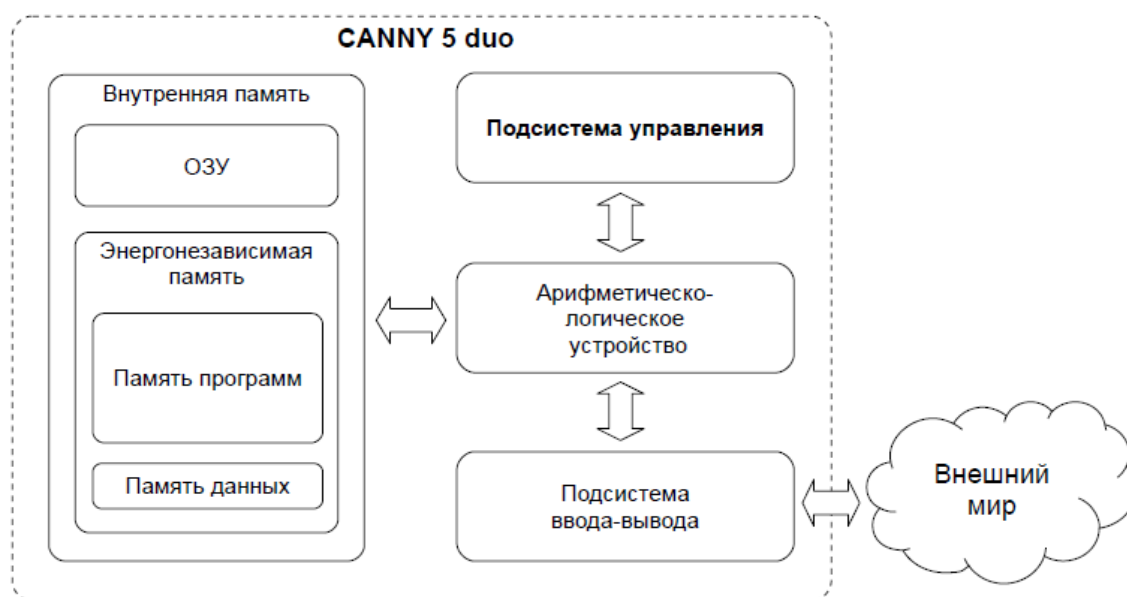 CANNY 5 duo
Внутренняя память
ОЗУ
Энергонезависимая
память
Память программ
Память данных
Подсистема управления
Арифметическо-
логическое
устройство
Подсистема
ввода-вывода
Внешний
мир